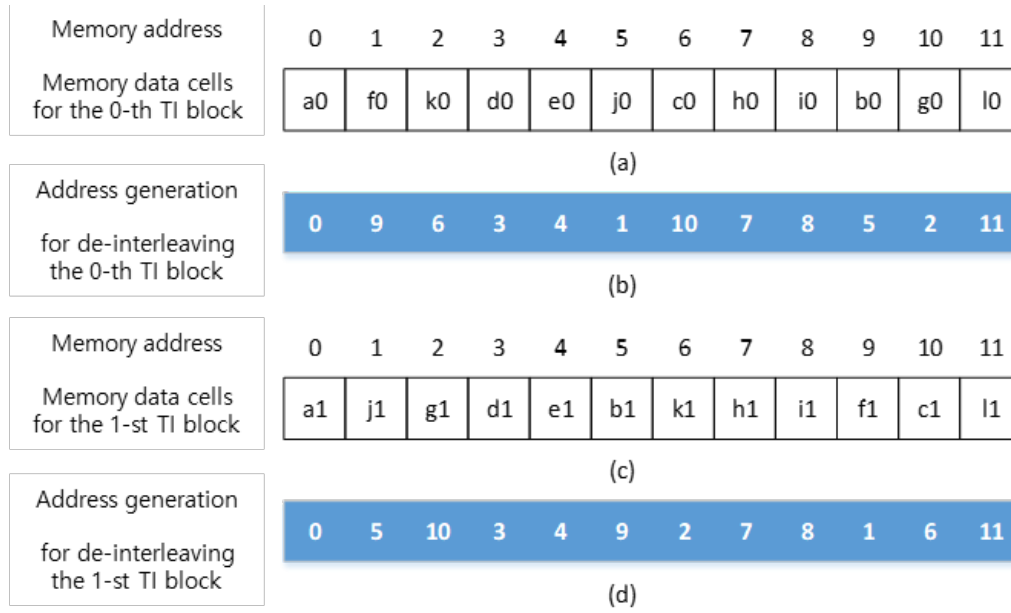 Memory address
0 1 2 3 4 5 6 7 8 9 10 11
Memory data cells
for the 0-th TI block
a0 f0 k0 d0 e0 j0 c0 h0 i0 b0 g0 l0
(a)
Address generation
for de-interleaving
the 0-th TI block
0 9 6 3 4 1 10 7 8 5 2 11
(b)
Memory address
0 1 2 3 4 5 6 7 8 9 10 11
Memory data cells
for the 1-st TI block
a1 j1 g1 d1 e1 b1 k1 h1 i1 f1 c1 l1
(c)
Address generation
for de-interleaving
the 1-st TI block
0 5 10 3 4 9 2 7 8 1 6 11
(d)